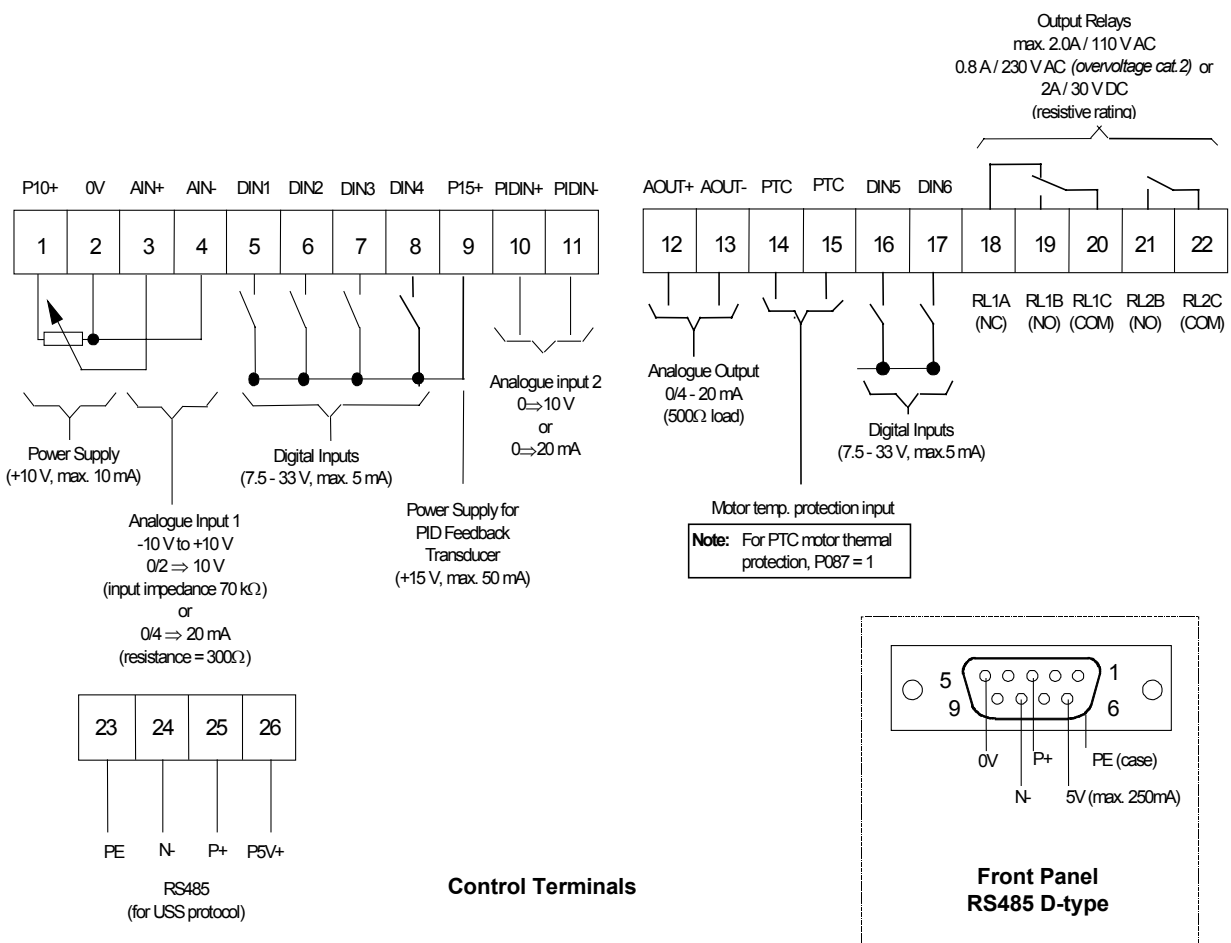 Output Relays
max. 2.0A / 110 V AC
0.8 A / 230 V AC (overvoltage cat.2) or
2A / 30 V DC
(resistive rating)
P10+ 0V AIN+ AIN- DIN1 DIN2 DIN3 DIN4 P15+ PIDIN+ PIDIN-
1 2 3 4 5 6 7 8 9 10 11
Power Supply
(+10 V, max. 10 mA)
Analogue Input 1
-10 V to +10 V
0/2 ⇒ 10 V
(input impedance 70 kΩ)
or
0/4 ⇒ 20 mA
(resistance = 300Ω)
Digital Inputs
(7.5 - 33 V, max. 5 mA)
Power Supply for
PID Feedback
Transducer
(+15 V, max. 50 mA)
Analogue input 2
0⇒10 V
or
0⇒20 mA
AOUT+ AOUT- PTC PTC DIN5 DIN6
12 13 14 15 16 17 18 19 20 21 22
RL1A RL1B RL1C RL2B RL2C
(NC) (NO) (COM) (NO) (COM)
Analogue Output
0/4 - 20 mA
(500Ω load)
Digital Inputs
(7.5 - 33 V, max.5 mA)
Motor temp. protection input
Note: For PTC motor thermal
protection, P087 = 1
23 24 25 26
PE N- P+ P5V+
RS485
(for USS protocol)
Control Terminals
5 1
9 6
0V P+ PE (case)
N- 5V (max. 250mA)
Front Panel
RS485 D-type